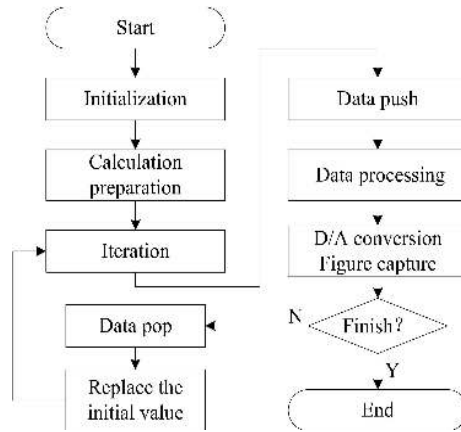 Start
Initialization
Calculation
preparation
Iteration
Data pop
Replace the
initial value
Data push
Data processing
D/A conversion
Figure capture
N
Finish?
Y
End